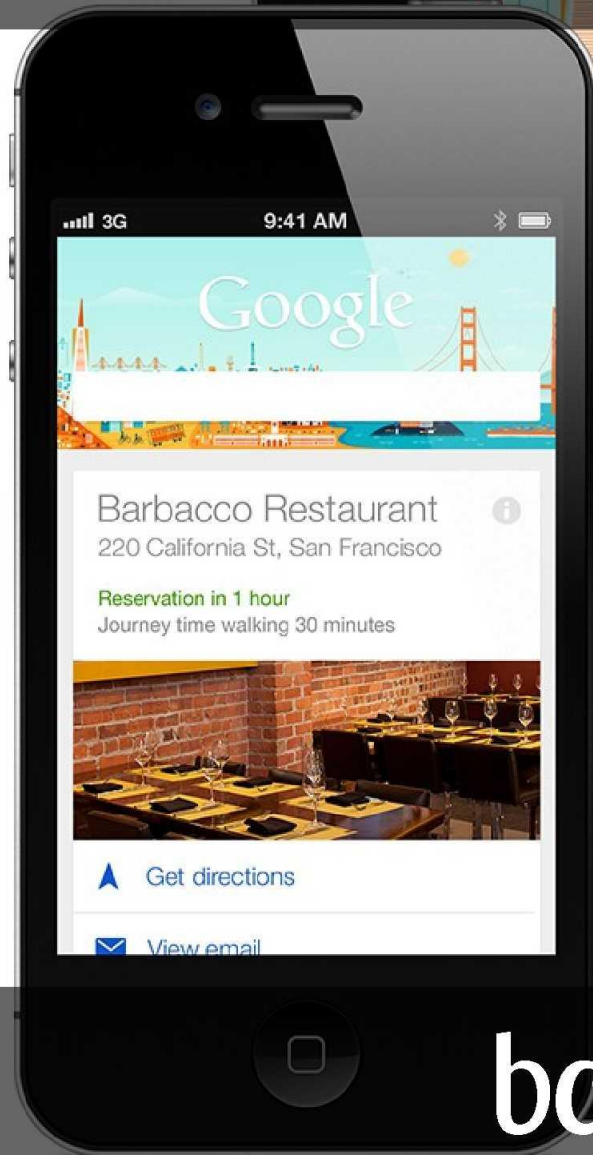 3G 9:41 AM
Google
Barbacco Restaurant
220 California St, San Francisco
Reservation in 1 hour
Journey time walking 30 minutes
Get directions
View email